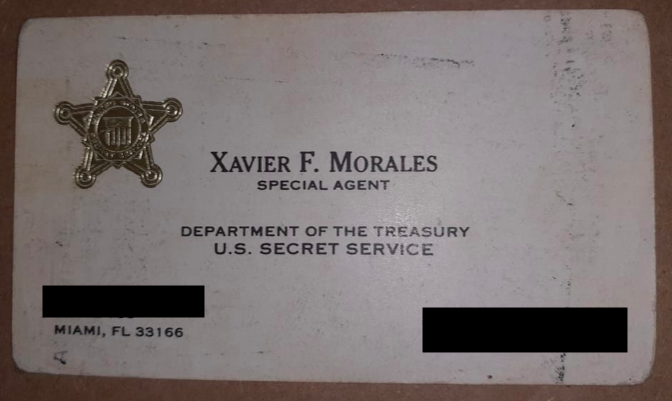 XAVIER F. MORALES
SPECIAL AGENT
DEPARTMENT OF THE TREASURY
U.S. SECRET SERVICE
MIAMI, FL 33166